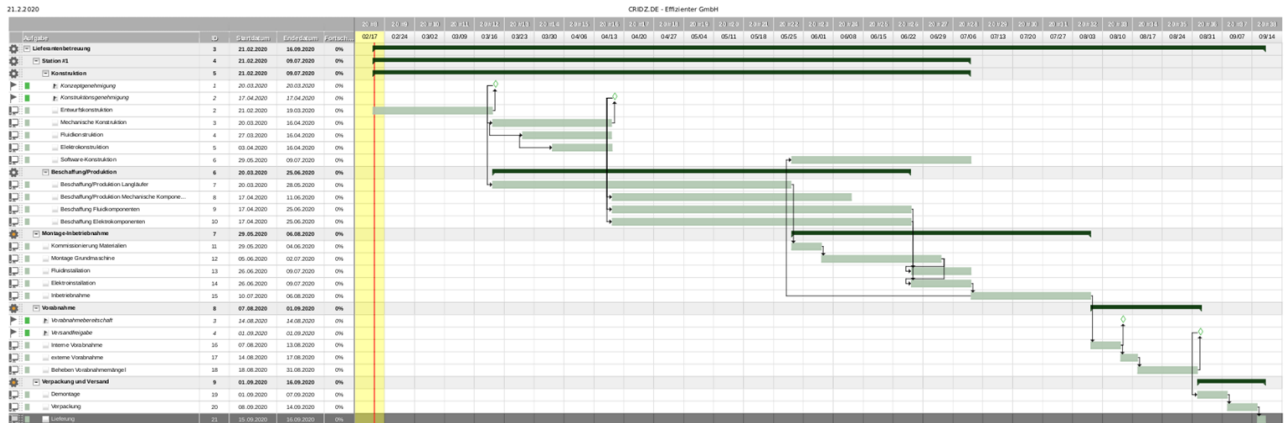 21.2.2020
CRIDZ.DE - Effizienter GmbH
Aufgabe ID Startdatum Endedatum Fortsch... 02/17 02/24 03/02 03/09 03/16 03/23 03/30 04/06 04/13 04/20 04/27 05/04 05/11 05/18 05/25 06/01 06/08 06/15 06/22 06/29 07/06 07/13 07/20 07/27 08/03 08/10 08/17 08/24 08/31 09/07 09/14
Lieferantenbetreuung 3 21.02.2020 16.09.2020 0%
Station #1 4 21.02.2020 09.07.2020 0%
Konstruktion 5 21.02.2020 09.07.2020 0%
Konzeptgenehmigung 1 20.03.2020 20.03.2020 0%
Konstruktionsgenehmigung 2 17.04.2020 17.04.2020 0%
Entwurfskonstruktion 2 21.02.2020 19.03.2020 0%
Mechanische Konstruktion 3 20.03.2020 16.04.2020 0%
Fluidkonstruktion 4 27.03.2020 16.04.2020 0%
Elektrokonstruktion 5 03.04.2020 16.04.2020 0%
Software-Konstruktion 6 29.05.2020 09.07.2020 0%
Beschaffung/Produktion 6 20.03.2020 25.06.2020 0%
Beschaffung/Produktion Langläufer 7 20.03.2020 28.05.2020 0%
Beschaffung/Produktion Mechanische Kompone... 8 17.04.2020 11.06.2020 0%
Beschaffung Fluidkomponenten 9 17.04.2020 25.06.2020 0%
Beschaffung Elektrokomponenten 10 17.04.2020 25.06.2020 0%
Montage-Inbetriebnahme 7 29.05.2020 06.08.2020 0%
Kommissionierung Materialien 11 29.05.2020 04.06.2020 0%
Montage Grundmaschine 12 05.06.2020 02.07.2020 0%
Fluidinstallation 13 26.06.2020 09.07.2020 0%
Elektroinstallation 14 26.06.2020 09.07.2020 0%
Inbetriebnahme 15 10.07.2020 06.08.2020 0%
Vorabnahme 8 07.08.2020 01.09.2020 0%
Vorabnahmebereitschaft 3 14.08.2020 14.08.2020 0%
Versandfreigabe 4 01.09.2020 01.09.2020 0%
interne Vorabnahme 16 07.08.2020 13.08.2020 0%
externe Vorabnahme 17 14.08.2020 17.08.2020 0%
Beheben Vorabnahmemängel 18 18.08.2020 31.08.2020 0%
Verpackung und Versand 9 01.09.2020 16.09.2020 0%
Demontage 19 01.09.2020 07.09.2020 0%
Verpackung 20 08.09.2020 14.09.2020 0%
Lieferung 21 15.09.2020 16.09.2020 0%